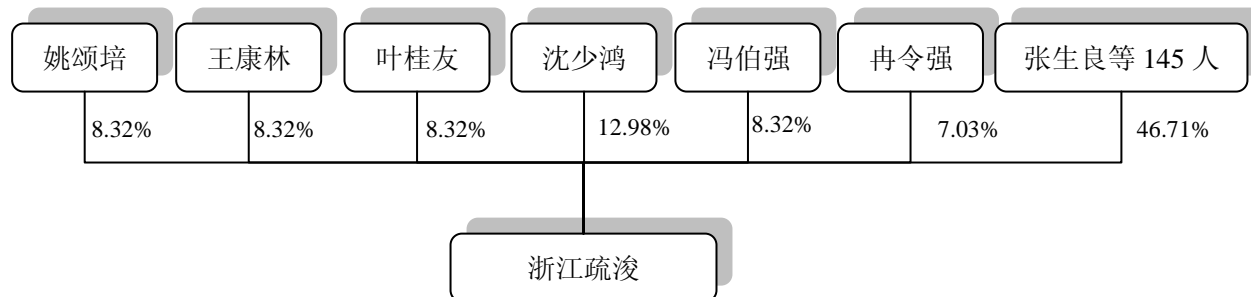 姚颂培
王康林
叶桂友
沈少鸿
冯伯强
冉令强
张生良等 145 人
8.32%
8.32%
8.32%
12.98%
8.32%
7.03%
46.71%
浙江疏浚